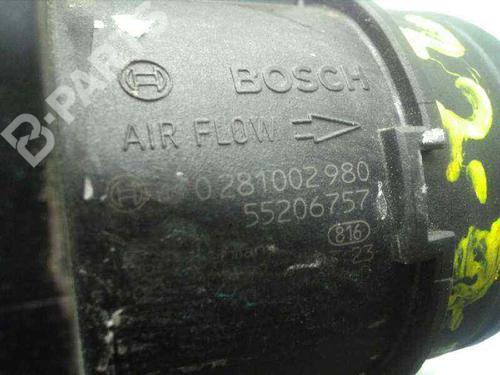 B-PARTS
BOSCH
AIR FLOW
0 281 002 980
55206757
816
23